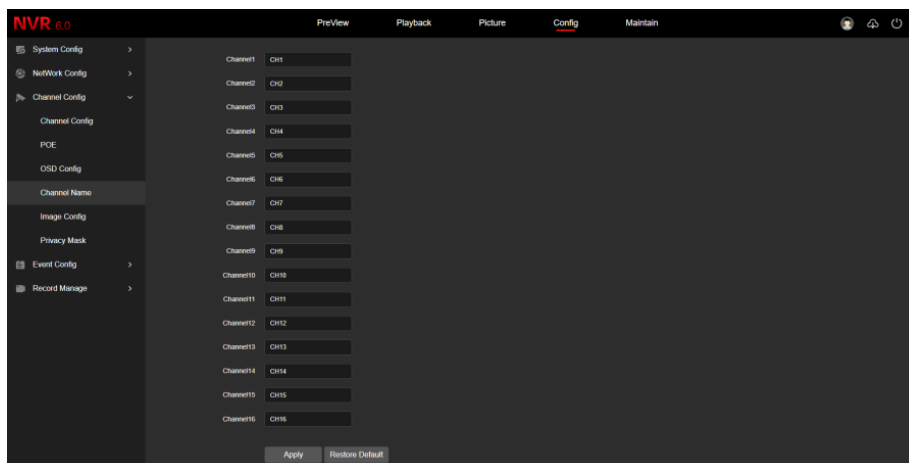 NVR 6.0 PreView Playback Picture Config Maintain
System Config
NetWork Config
Channel Config
Channel Config
POE
OSD Config
Channel Name
Image Config
Privacy Mask
Event Config
Record Manage
Channel1 CH1
Channel2 CH2
Channel3 CH3
Channel4 CH4
Channel5 CH5
Channel6 CH6
Channel7 CH7
Channel8 CH8
Channel9 CH9
Channel10 CH10
Channel11 CH11
Channel12 CH12
Channel13 CH13
Channel14 CH14
Channel15 CH15
Channel16 CH16
Apply Restore Default